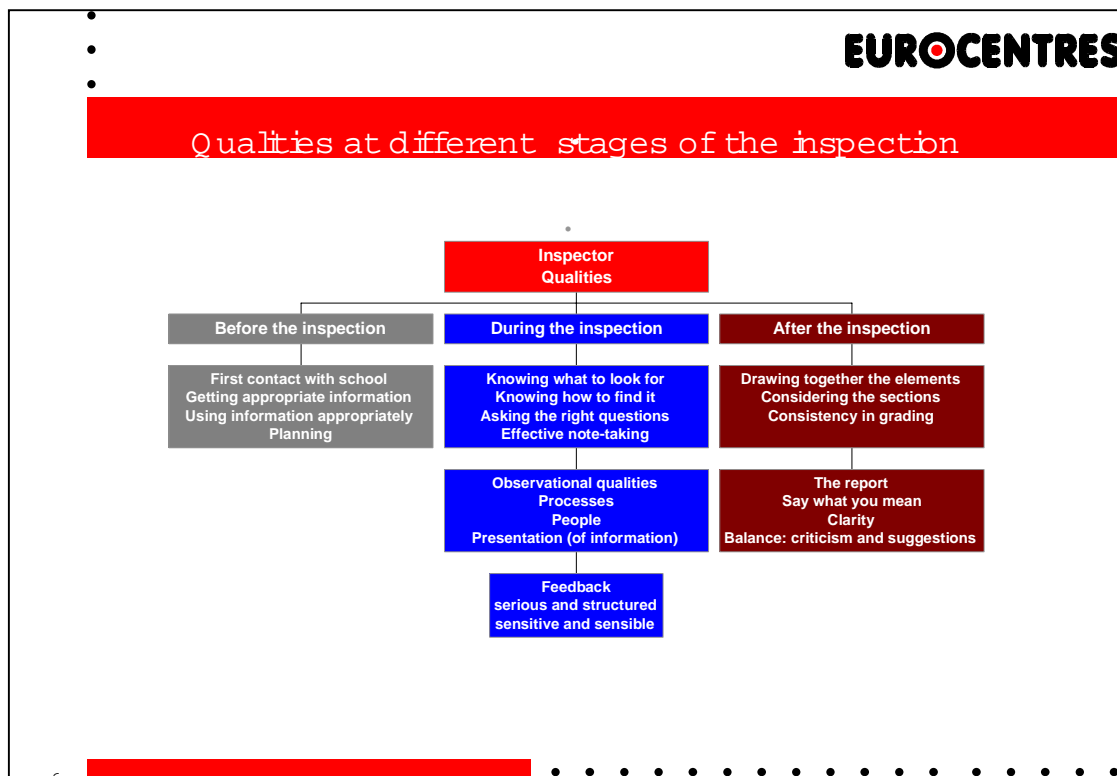 EUROCENTRES
Qualities at different stages of the inspection
Inspector
Qualities
Before the inspection
During the inspection
After the inspection
First contact with school
Getting appropriate information
Using information appropriately
Planning
Knowing what to look for
Knowing how to find it
Asking the right questions
Effective note-taking
Drawing together the elements
Considering the sections
Consistency in grading
Observational qualities
Processes
People
Presentation (of information)
The report
Say what you mean
Clarity
Balance: criticism and suggestions
Feedback
serious and structured
sensitive and sensible